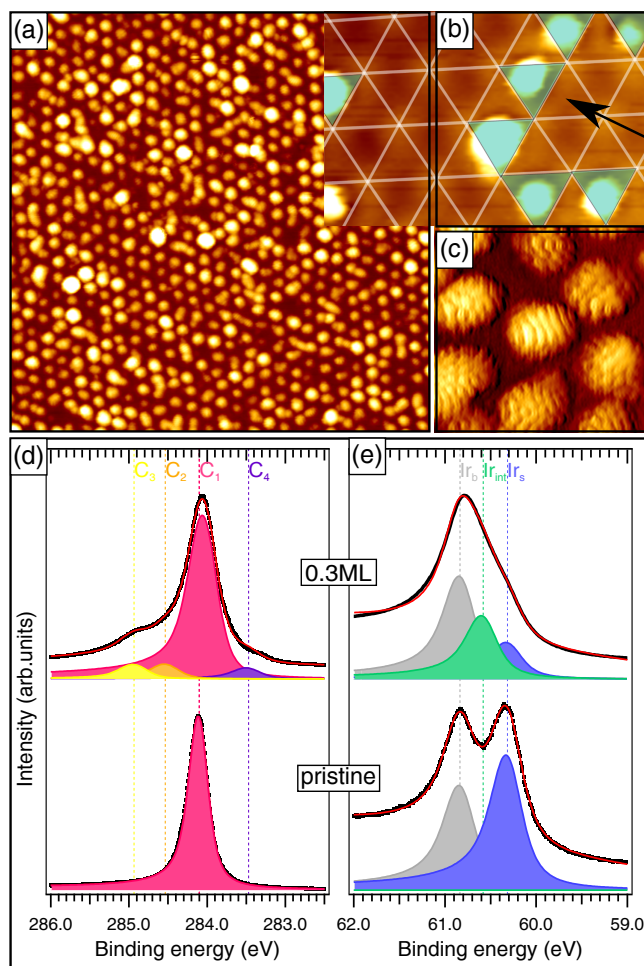 (a)
(b)
(c)
(d)
C3 C2 C1 C4
(e)
Irb Irint Irs
0.3ML
pristine
Intensity (arb.units)
286.0 285.0 284.0 283.0
Binding energy (eV)
62.0 61.0 60.0 59.0
Binding energy (eV)